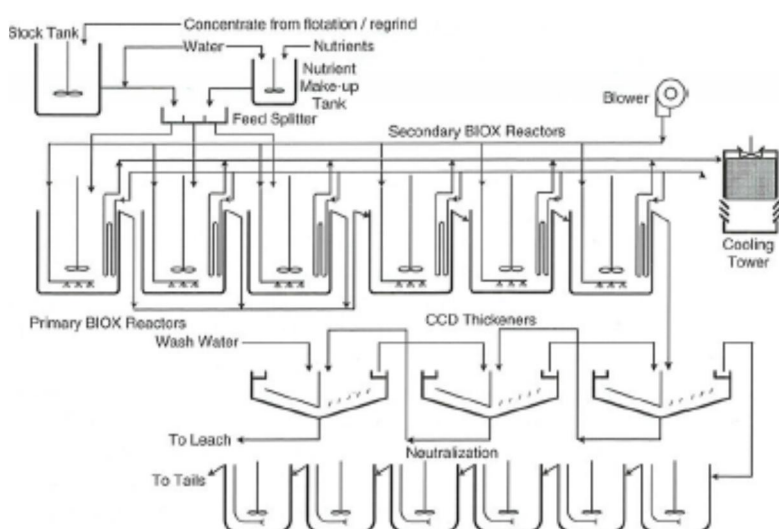 Concentrate from flotation / regrind
Stock Tank
Water
Nutrients
Nutrient
Make-up
Tank
Feed Splitter
Blower
Secondary BIOX Reactors
Cooling
Tower
Primary BIOX Reactors
CCD Thickeners
Wash Water
To Leach
Neutralization
To Tails